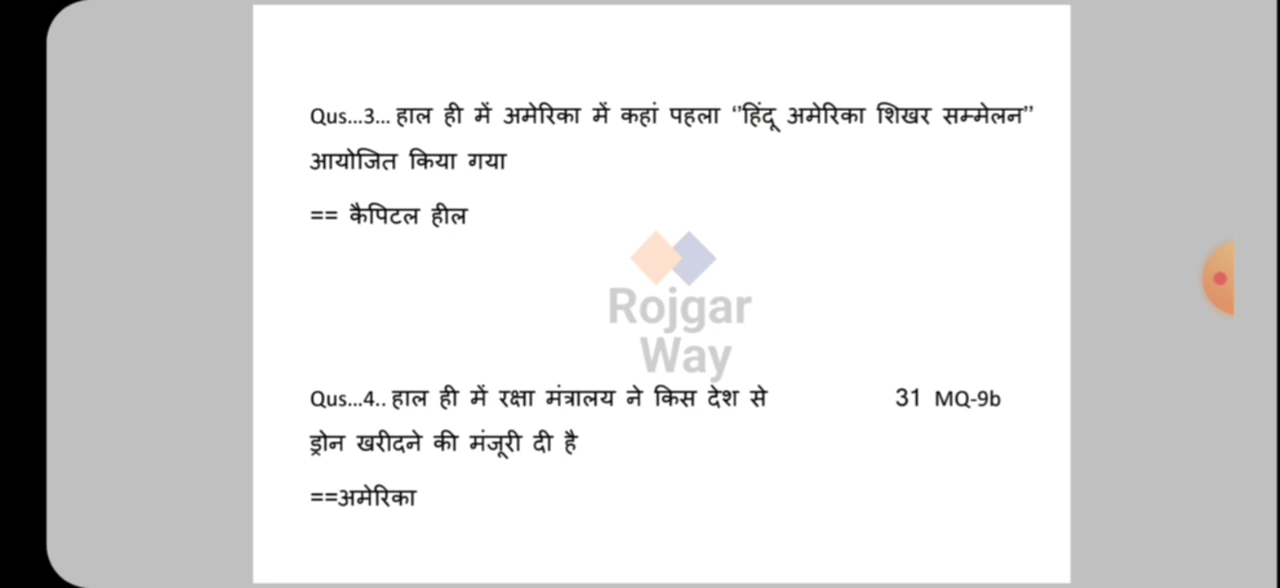 Qus...3... हाल ही में अमेरिका में कहां पहला ‘’हिंदू अमेरिका शिखर सम्मेलन’’
आयोजित किया गया
== कैपिटल हील
Rojgar
Way
Qus...4.. हाल ही में रक्षा मंत्रालय ने किस देश से 31 MQ-9b
ड्रोन खरीदने की मंजूरी दी है
==अमेरिका